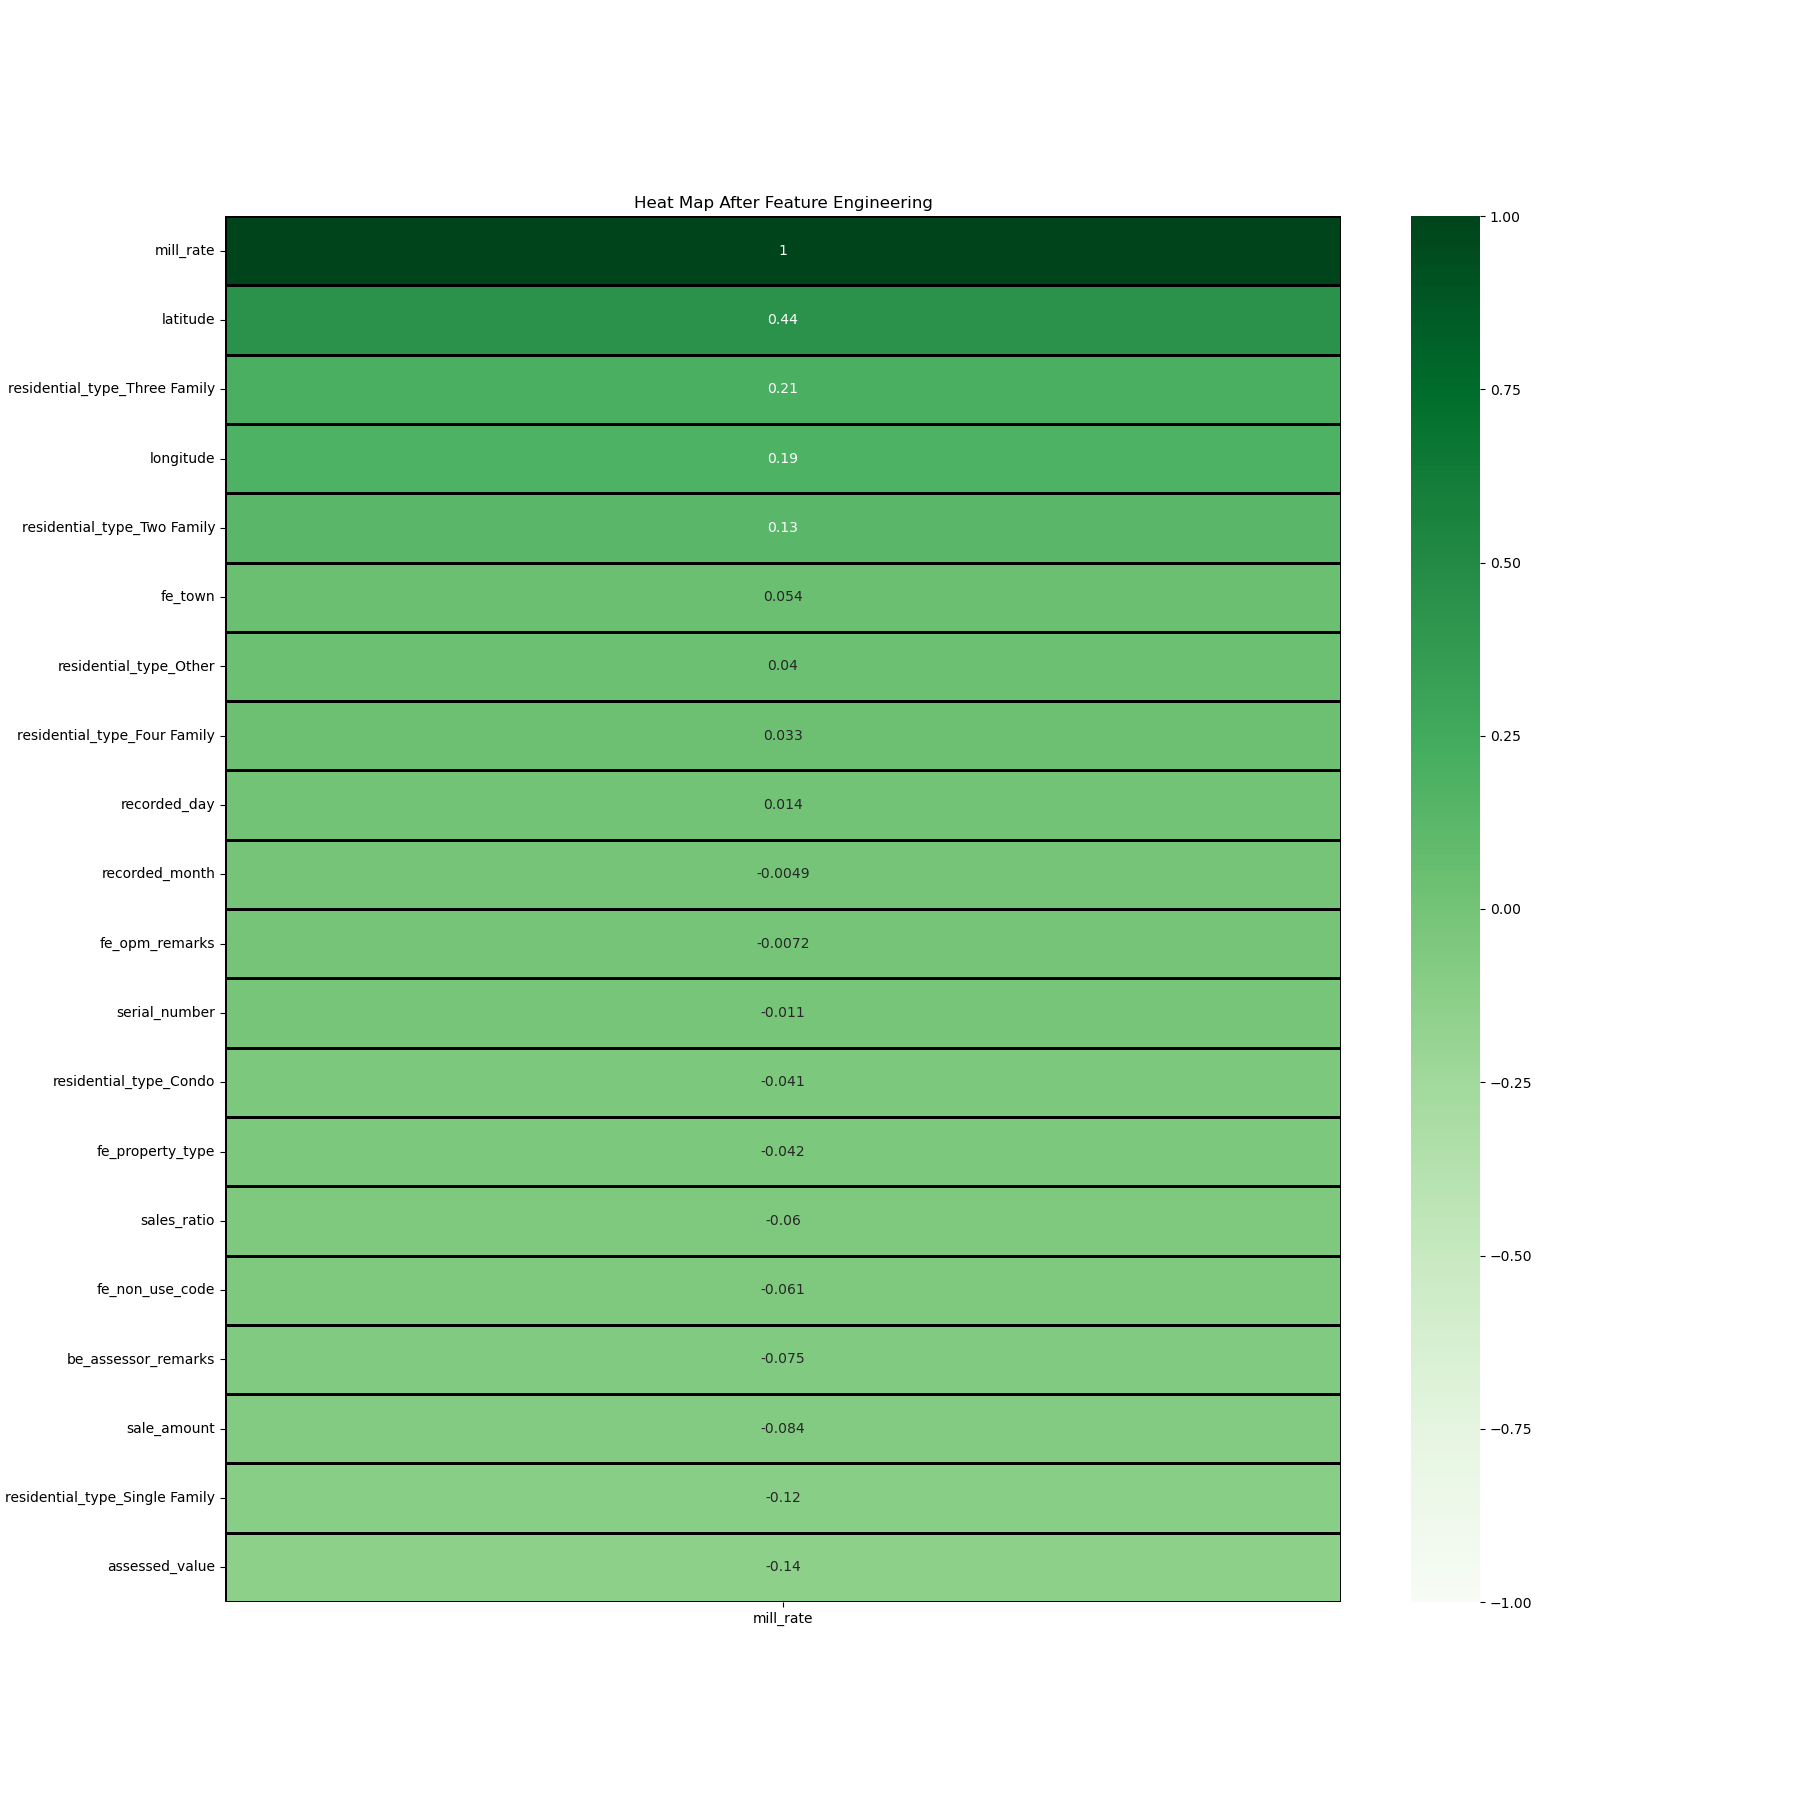 Heat Map After Feature Engineering
mill_rate 1
latitude 0.44
residential_type_Three Family 0.21
longitude 0.19
residential_type_Two Family 0.13
fe_town 0.054
residential_type_Other 0.04
residential_type_Four Family 0.033
recorded_day 0.014
recorded_month -0.0049
fe_opm_remarks -0.0072
serial_number -0.011
residential_type_Condo -0.041
fe_property_type -0.042
sales_ratio -0.06
fe_non_use_code -0.061
be_assessor_remarks -0.075
sale_amount -0.084
residential_type_Single Family -0.12
assessed_value -0.14
mill_rate
1.00
0.75
0.50
0.25
0.00
−0.25
−0.50
−0.75
−1.00